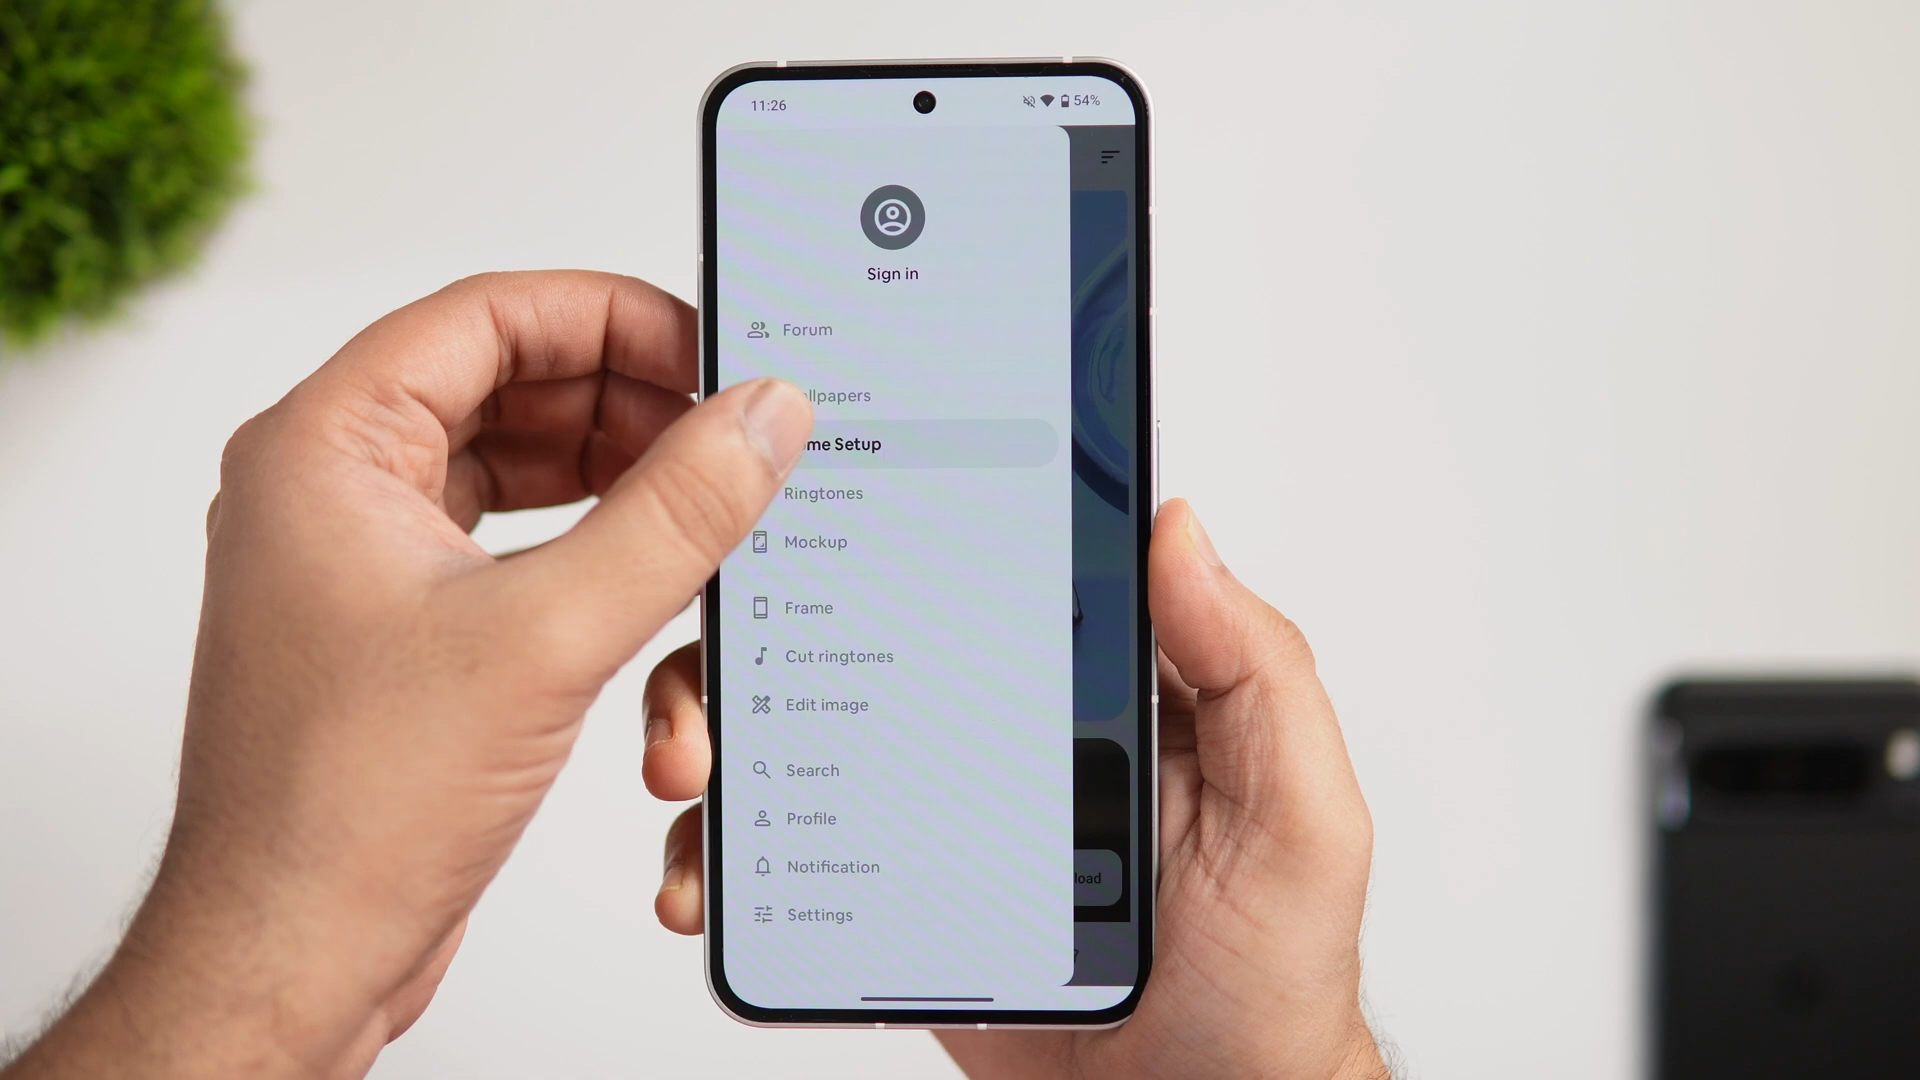 11:26
54%
Sign in
Forum
llpapers
me Setup
Ringtones
Mockup
Frame
Cut ringtones
Edit image
Search
Profile
Notification
load
Settings